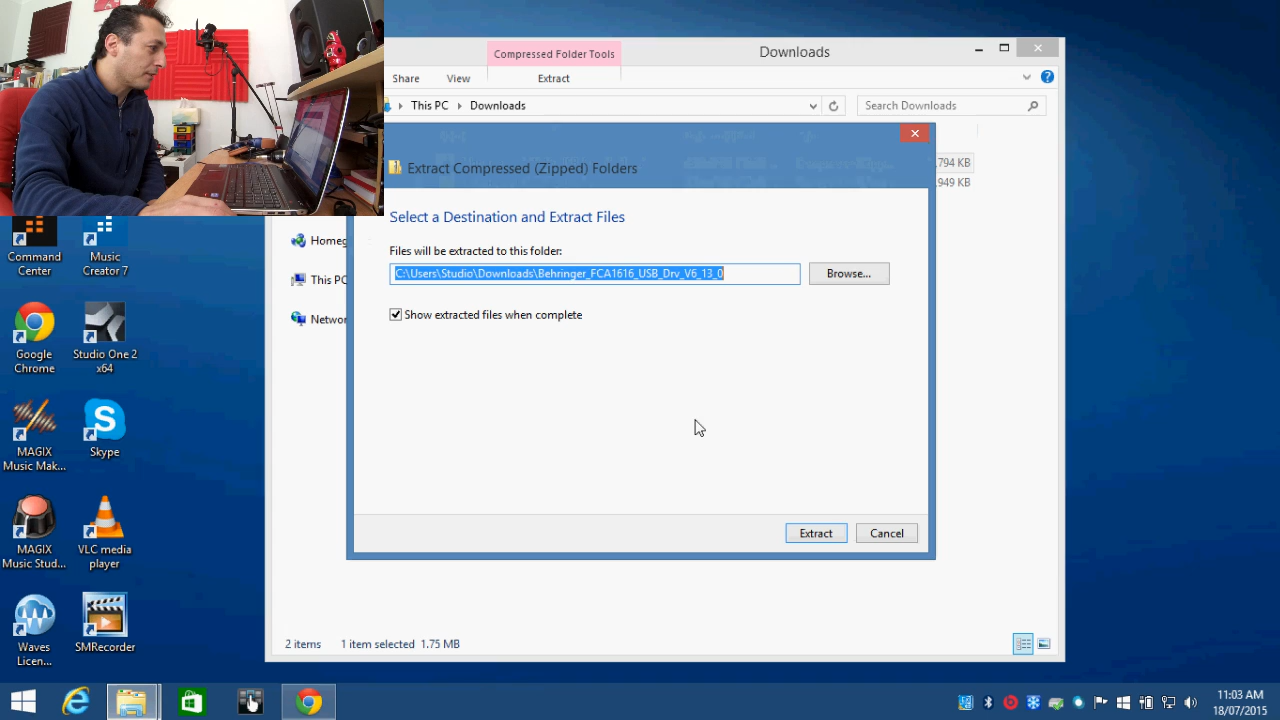 Compressed Folder Tools
Downloads
Share
View
Extract
This PC
Downloads
Search Downloads
Extract Compressed (Zipped) Folders
,794 KB
,949 KB
Select a Destination and Extract Files
Files will be extracted to this folder:
C:\Users\Studio\Downloads\Behringer_FCA1616_USB_Drv_V6_13_0
Browse...
Show extracted files when complete
Extract
Cancel
Homeg
This PC
Networ
2 items
1 item selected 1.75 MB
Command
Center
Music
Creator 7
Google
Chrome
Studio One 2
x64
MAGIX
Music Mak...
Skype
MAGIX
Music Stud...
VLC media
player
Waves
Licen...
SMRecorder
11:03 AM
18/07/2015